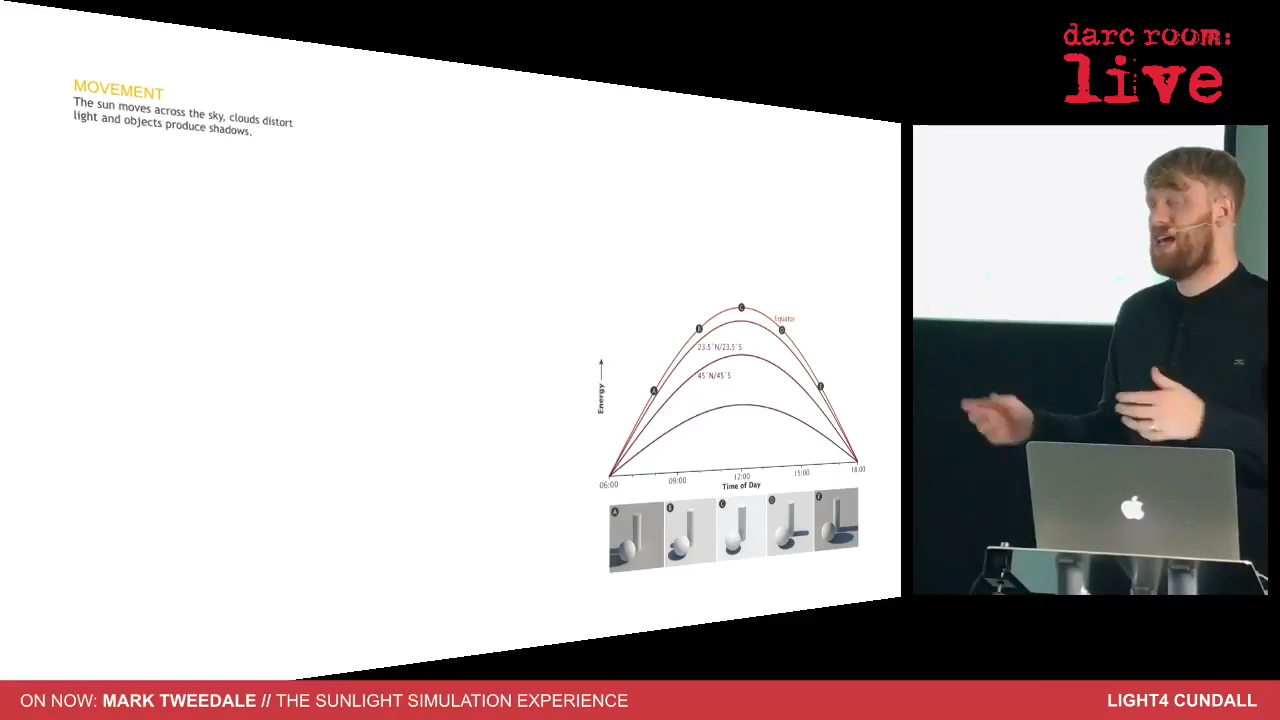 darc room:
live
MOVEMENT
The sun moves across the sky, clouds distort
light and objects produce shadows.
C
B
Equator
D
23.5°N/23.5°S
45°N/45°S
A
E
Energy
06:00
09:00
12:00
15:00
18:00
Time of Day
A
C
D
E
ON NOW: MARK TWEEDALE // THE SUNLIGHT SIMULATION EXPERIENCE
LIGHT4 CUNDALL